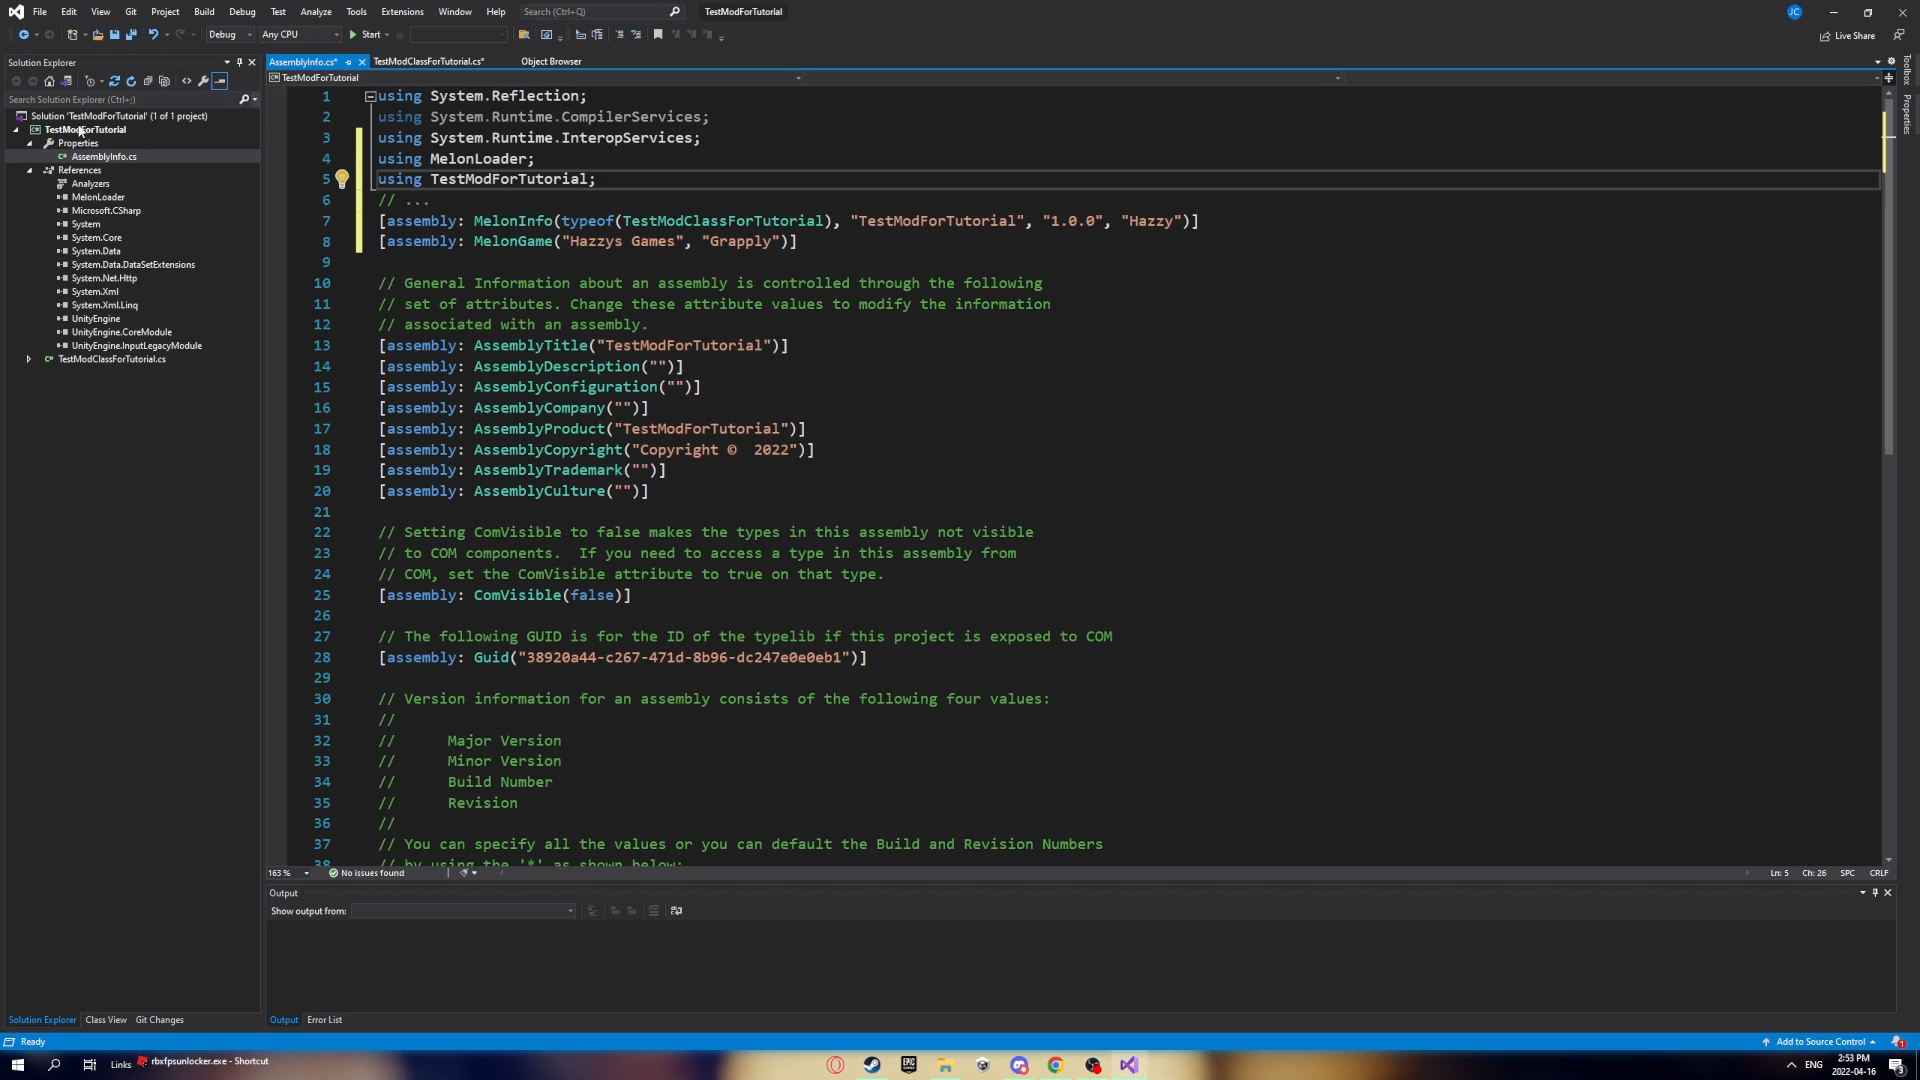 File Edit View Git Project Build Debug Test Analyze Tools Extensions Window Help Search (Ctrl+Q) TestModForTutorial JC
Debug Any CPU Start Live Share
Solution Explorer
AssemblyInfo.cs* TestModClassForTutorial.cs* Object Browser
TestModForTutorial
Search Solution Explorer (Ctrl+;)
Solution 'TestModForTutorial' (1 of 1 project)
TestModForTutorial
Properties
AssemblyInfo.cs
References
Analyzers
MelonLoader
Microsoft.CSharp
System
System.Core
System.Data
System.Data.DataSetExtensions
System.Net.Http
System.Xml
System.Xml.Linq
UnityEngine
UnityEngine.CoreModule
UnityEngine.InputLegacyModule
TestModClassForTutorial.cs
1 using System.Reflection;
2 using System.Runtime.CompilerServices;
3 using System.Runtime.InteropServices;
4 using MelonLoader;
5 using TestModForTutorial;
6 // ...
7 [assembly: MelonInfo(typeof(TestModClassForTutorial), "TestModForTutorial", "1.0.0", "Hazzy")]
8 [assembly: MelonGame("Hazzys Games", "Grapply")]
9
10 // General Information about an assembly is controlled through the following
11 // set of attributes. Change these attribute values to modify the information
12 // associated with an assembly.
13 [assembly: AssemblyTitle("TestModForTutorial")]
14 [assembly: AssemblyDescription("")]
15 [assembly: AssemblyConfiguration("")]
16 [assembly: AssemblyCompany("")]
17 [assembly: AssemblyProduct("TestModForTutorial")]
18 [assembly: AssemblyCopyright("Copyright ©  2022")]
19 [assembly: AssemblyTrademark("")]
20 [assembly: AssemblyCulture("")]
21
22 // Setting ComVisible to false makes the types in this assembly not visible
23 // to COM components.  If you need to access a type in this assembly from
24 // COM, set the ComVisible attribute to true on that type.
25 [assembly: ComVisible(false)]
26
27 // The following GUID is for the ID of the typelib if this project is exposed to COM
28 [assembly: Guid("38920a44-c267-471d-8b96-dc247e0e0eb1")]
29
30 // Version information for an assembly consists of the following four values:
31 //
32 //      Major Version
33 //      Minor Version
34 //      Build Number
35 //      Revision
36 //
37 // You can specify all the values or you can default the Build and Revision Numbers
38 // by using the '*' as shown below:
Toolbox
Properties
163 % No issues found Ln: 5 Ch: 26 SPC CRLF
Output
Show output from:
Solution Explorer Class View Git Changes Output Error List
Ready Add to Source Control 1
Links rbxfpsunlocker.exe - Shortcut EPIC ENG 2:53 PM
2022-04-16 3